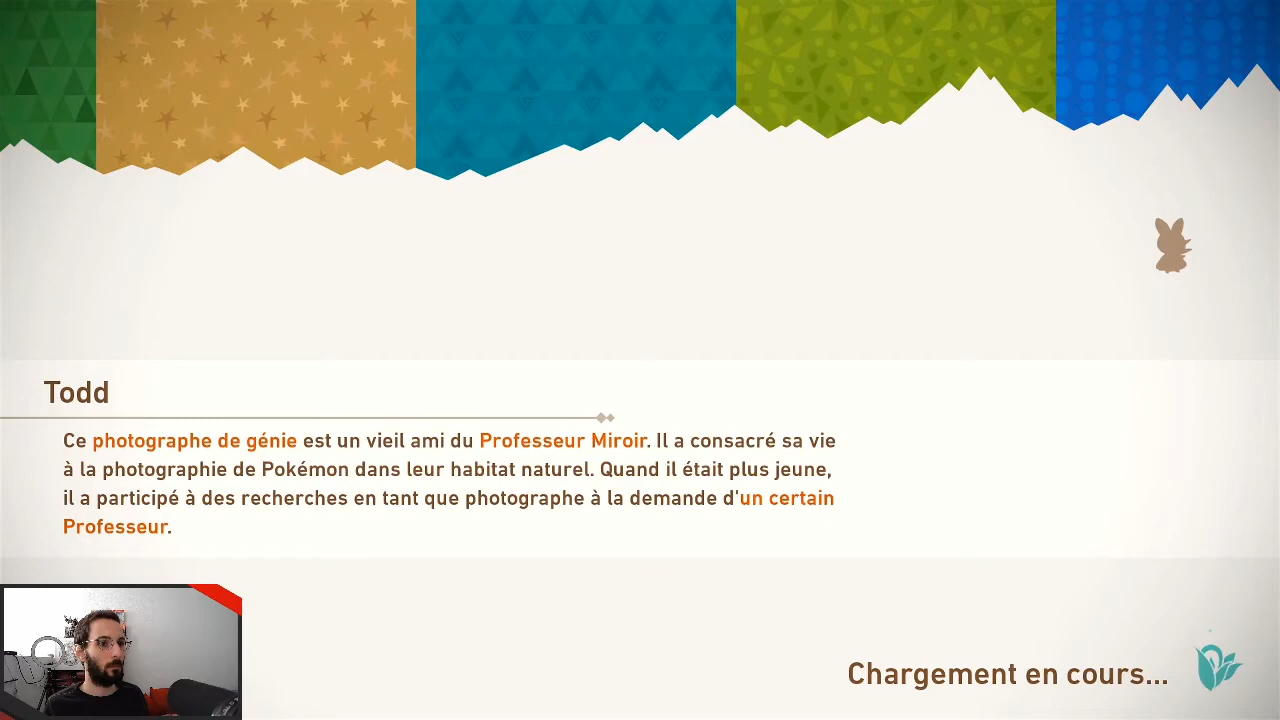 Todd
Ce photographe de génie est un vieil ami du Professeur Miroir. Il a consacré sa vie
à la photographie de Pokémon dans leur habitat naturel. Quand il était plus jeune,
il a participé à des recherches en tant que photographe à la demande d'un certain
Professeur.
Chargement en cours...